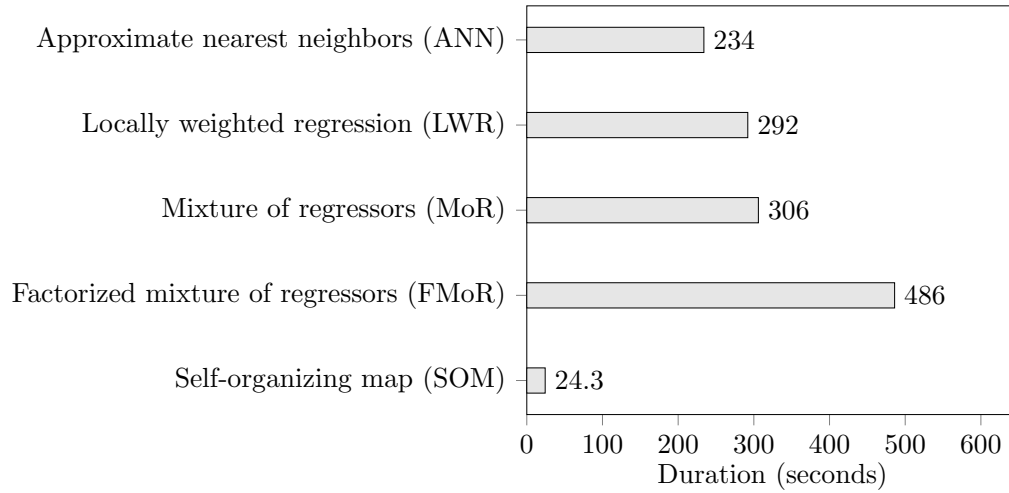 Approximate nearest neighbors (ANN) 234
Locally weighted regression (LWR) 292
Mixture of regressors (MoR) 306
Factorized mixture of regressors (FMoR) 486
Self-organizing map (SOM) 24.3
0 100 200 300 400 500 600
Duration (seconds)